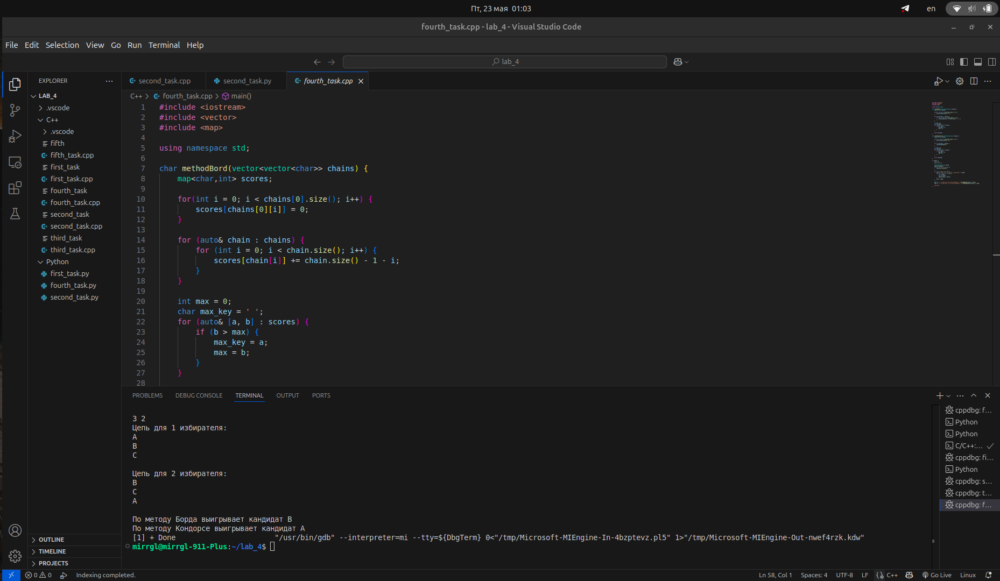 Пт, 23 мая 01:03
en
fourth_task.cpp - lab_4 - Visual Studio Code
File Edit Selection View Go Run Terminal Help
lab_4
EXPLORER
LAB_4
.vscode
C++
.vscode
fifth
fifth_task.cpp
first_task
first_task.cpp
fourth_task
fourth_task.cpp
second_task
second_task.cpp
third_task
third_task.cpp
Python
first_task.py
fourth_task.py
second_task.py
OUTLINE
TIMELINE
PROJECTS
second_task.cpp second_task.py fourth_task.cpp
C++ > fourth_task.cpp > main()
1 #include <iostream>
2 #include <vector>
3 #include <map>
4
5 using namespace std;
6
7 char methodBord(vector<vector<char>> chains) {
8 map<char,int> scores;
9
10 for(int i = 0; i < chains[0].size(); i++) {
11 scores[chains[0][i]] = 0;
12 }
13
14 for (auto& chain : chains) {
15 for (int i = 0; i < chain.size(); i++) {
16 scores[chain[i]] += chain.size() - 1 - i;
17 }
18 }
19
20 int max = 0;
21 char max_key = ' ';
22 for (auto& [a, b] : scores) {
23 if (b > max) {
24 max_key = a;
25 max = b;
26 }
27 }
28
PROBLEMS DEBUG CONSOLE TERMINAL OUTPUT PORTS
3 2
Цепь для 1 избирателя:
A
B
C
Цепь для 2 избирателя:
B
C
A
По методу Борда выигрывает кандидат B
По методу Кондорсе выигрывает кандидат A
[1] + Done "/usr/bin/gdb" --interpreter=mi --tty=${DbgTerm} 0<"/tmp/Microsoft-MIEngine-In-4bzptevz.pl5" 1>"/tmp/Microsoft-MIEngine-Out-nwef4rzk.kdw"
mirrgl@mirrgl-911-Plus:~/lab_4$
cppdbg: f...
Python
Python
C/C++:...
cppdbg: fi...
Python
cppdbg: s...
cppdbg: t...
cppdbg: f...
0 0 Indexing completed.
Ln 58, Col 1 Spaces: 4 UTF-8 LF C++ Go Live Linux